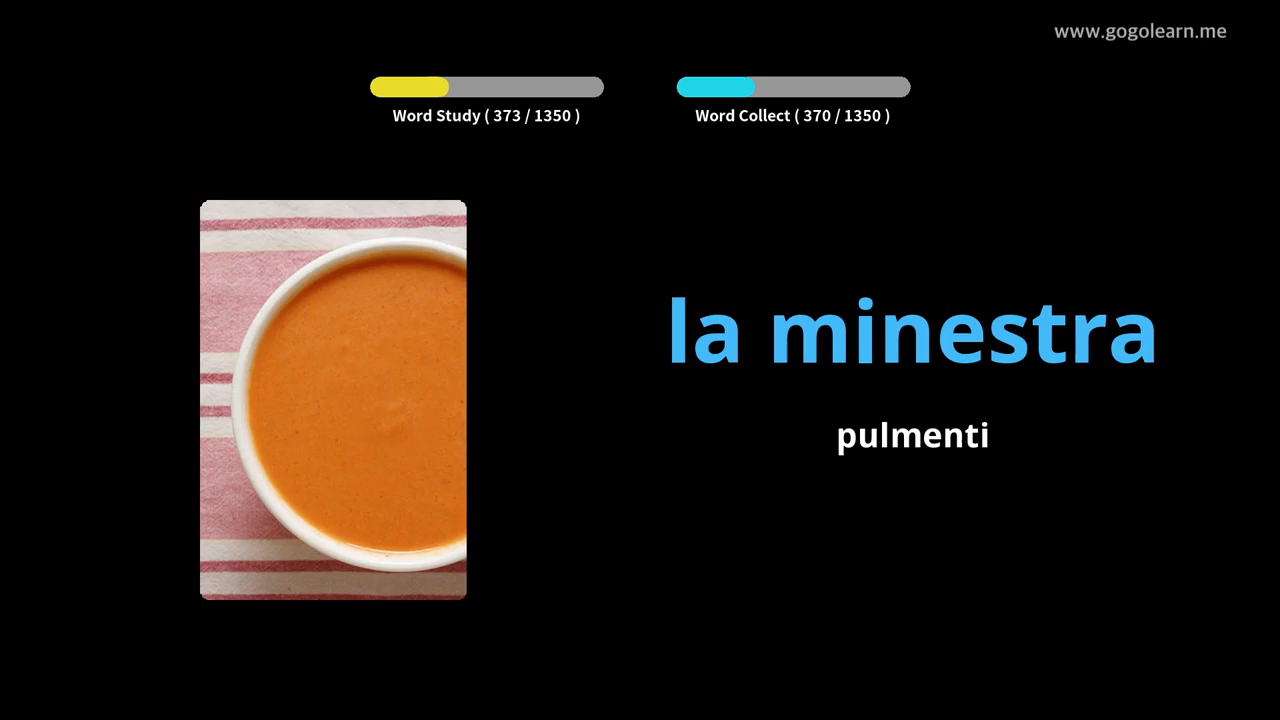 www.gogolearn.me
Word Study ( 373 / 1350 )
Word Collect ( 370 / 1350 )
la minestra
pulmenti